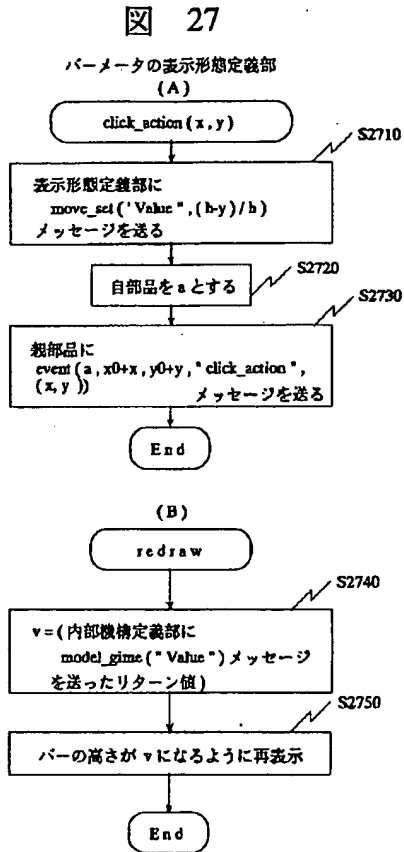 図 27
バーメータの表示形態定義部
(A)
click_action(x,y)
S2710
表示形態定義部に
move_set('Value",(h-y)/h)
メッセージを送る
S2720
自部品をaとする
S2730
親部品に
event(a,x0+x,y0+y,"click_action",
(x,y))
メッセージを送る
End
(B)
redraw
S2740
v=(内部機構定義部に
model_gime("Value")メッセージ
を送ったリターン値)
S2750
バーの高さがvになるように再表示
End